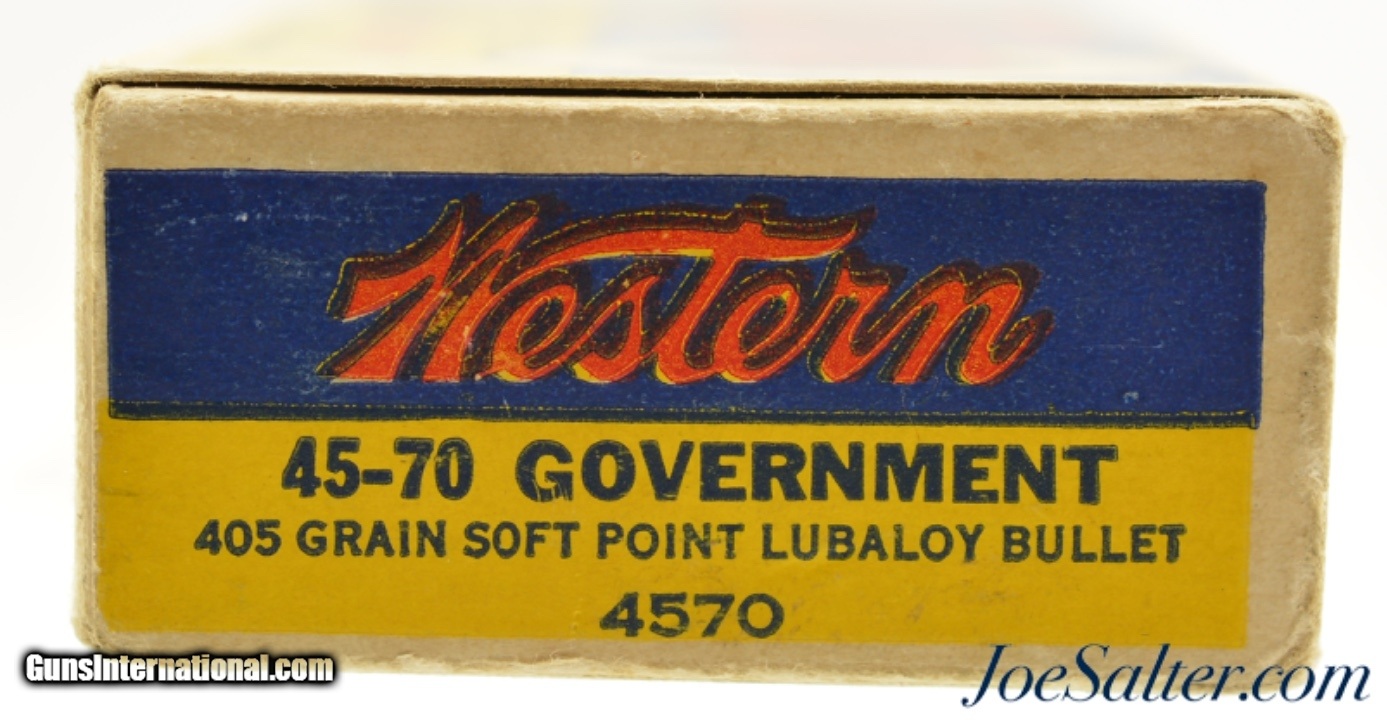 Western
45-70 GOVERNMENT
405 GRAIN SOFT POINT LUBALOY BULLET
4570
GunsInternational.com
JoeSalter.com